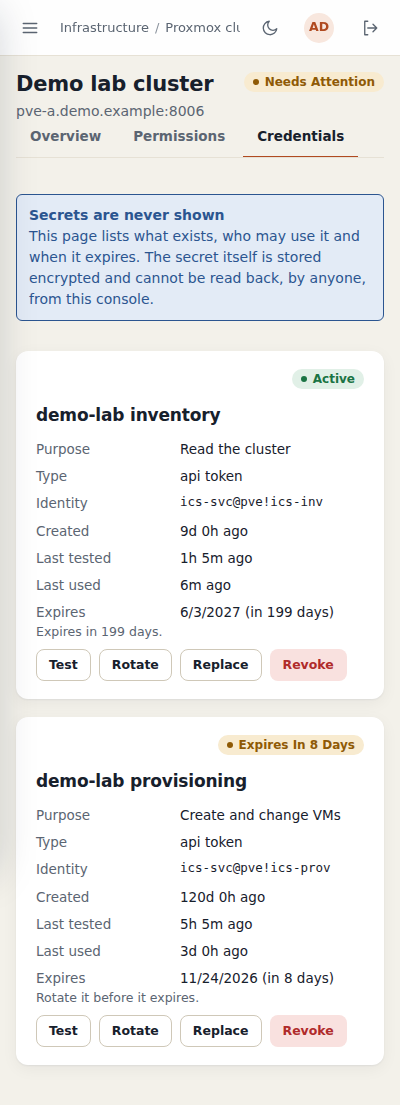 Infrastructure / Proxmox clu
AD
Demo lab cluster
Needs Attention
pve-a.demo.example:8006
Overview Permissions Credentials
Secrets are never shown
This page lists what exists, who may use it and
when it expires. The secret itself is stored
encrypted and cannot be read back, by anyone,
from this console.
Active
demo-lab inventory
Purpose Read the cluster
Type api token
Identity ics-svc@pve!ics-inv
Created 9d 0h ago
Last tested 1h 5m ago
Last used 6m ago
Expires 6/3/2027 (in 199 days)
Expires in 199 days.
Test Rotate Replace Revoke
Expires In 8 Days
demo-lab provisioning
Purpose Create and change VMs
Type api token
Identity ics-svc@pve!ics-prov
Created 120d 0h ago
Last tested 5h 5m ago
Last used 3d 0h ago
Expires 11/24/2026 (in 8 days)
Rotate it before it expires.
Test Rotate Replace Revoke